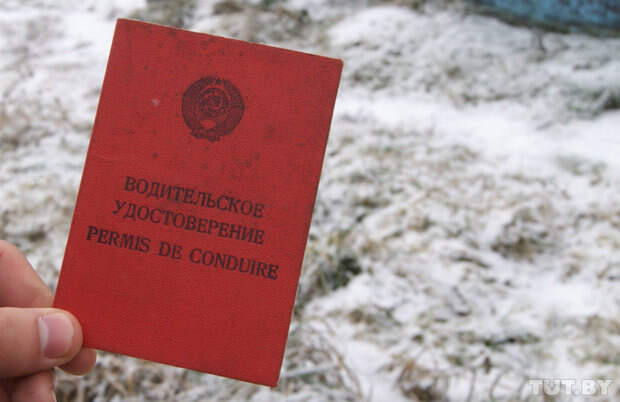 ВОДИТЕЛЬСКОЕ
УДОСТОВЕРЕНИЕ
PERMIS DE CONDUIRE
TUT.BY